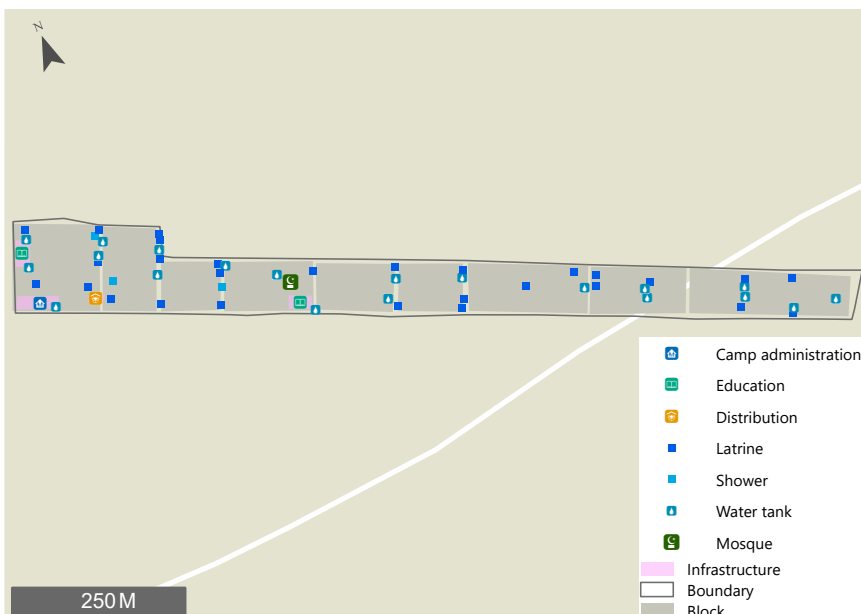 N
Camp administration
Education
Distribution
Latrine
Shower
Water tank
Mosque
Infrastructure
Boundary
Block
250 M